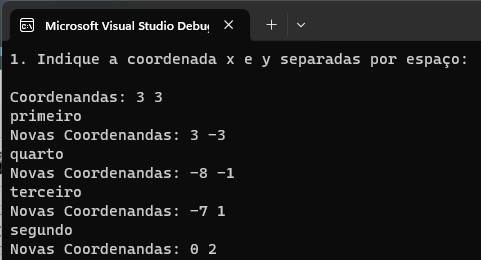 Microsoft Visual Studio Debug
1. Indique a coordenada x e y separadas por espaço:
Coordenandas: 3 3
primeiro
Novas Coordenandas: 3 -3
quarto
Novas Coordenandas: -8 -1
terceiro
Novas Coordenandas: -7 1
segundo
Novas Coordenandas: 0 2